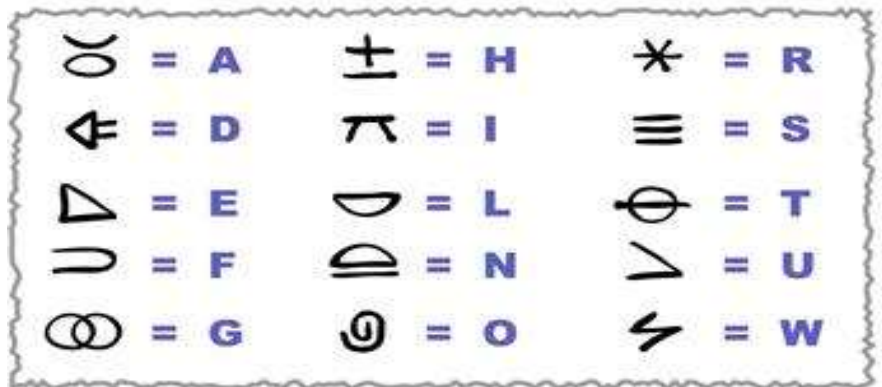 = A = H = R
= D = I = S
= E = L = T
= F = N = U
= G = O = W